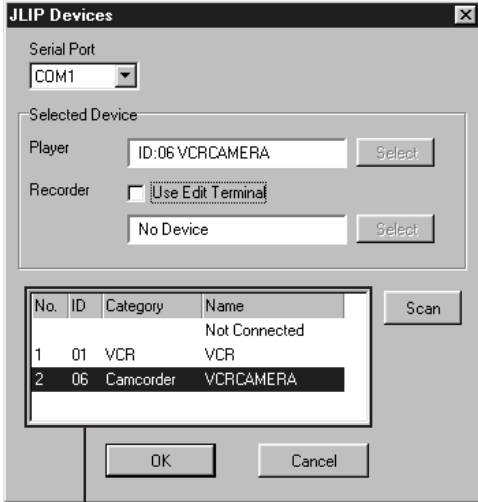 JLIP Devices
Serial Port
COM1
Selected Device
Player
ID:06 VCRCAMERA
Select
Recorder
Use Edit Terminal
No Device
Select
No. ID Category Name
Not Connected
1 01 VCR VCR
2 06 Camcorder VCRCAMERA
Scan
OK
Cancel